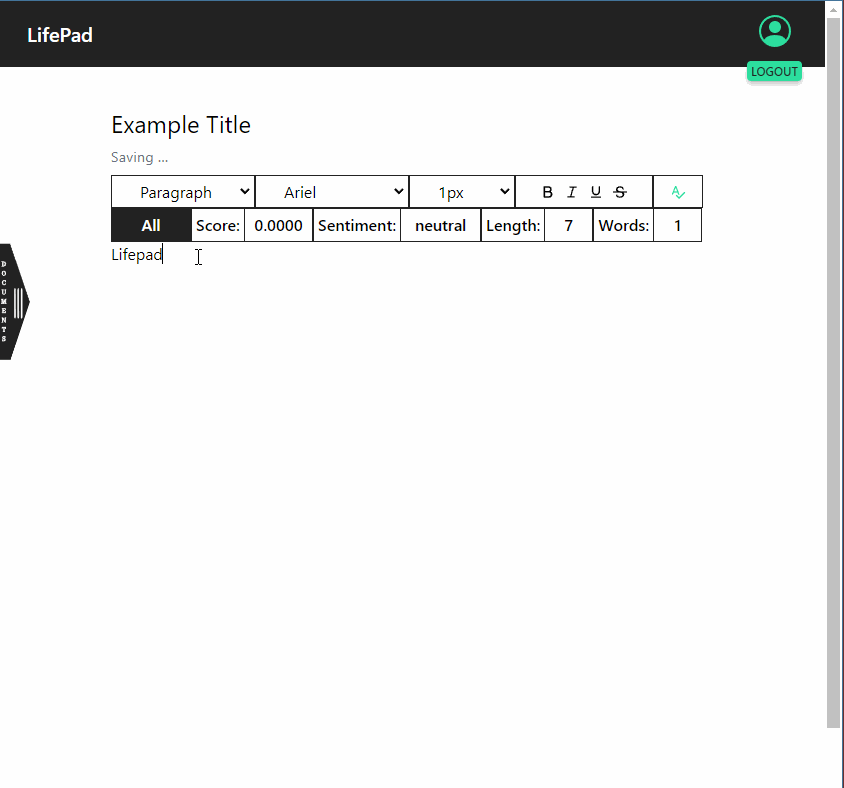 LifePad
LOGOUT
Example Title
Saving ...
Paragraph Ariel 1px B I U S A
All Score: 0.0000 Sentiment: neutral Length: 7 Words: 1
Lifepad
DOCUMENTS